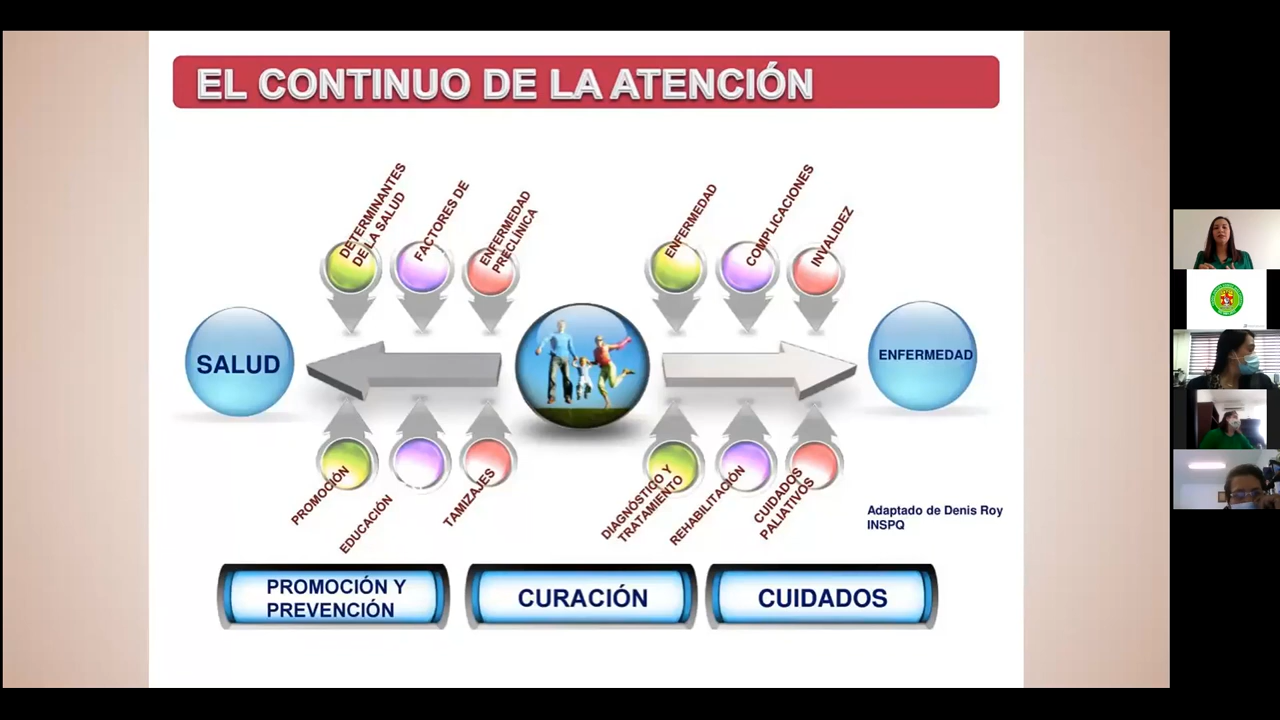 EL CONTINUO DE LA ATENCIÓN
DETERMINANTES
DE LA SALUD
FACTORES DE
ENFERMEDAD
PRECLÍNICA
ENFERMEDAD
COMPLICACIONES
INVALIDEZ
SALUD
ENFERMEDAD
PROMOCIÓN
EDUCACIÓN
TAMIZAJES
DIAGNÓSTICO Y
TRATAMIENTO
REHABILITACIÓN
CUIDADOS
PALIATIVOS
Adaptado de Denis Roy
INSPQ
PROMOCIÓN Y
PREVENCIÓN
CURACIÓN
CUIDADOS